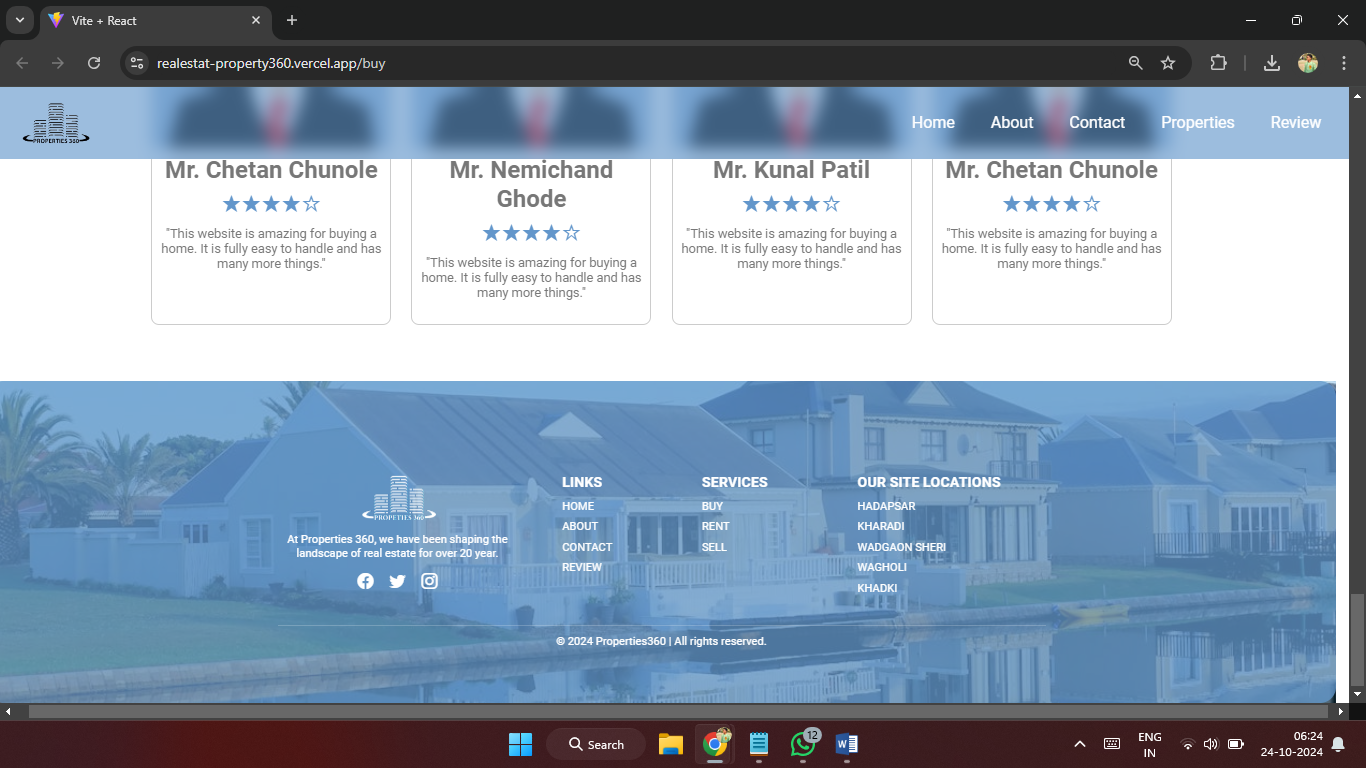 Vite + React
realestat-property360.vercel.app/buy
PROPERTIES 360
Home About Contact Properties Review
Mr. Chetan Chunole
"This website is amazing for buying a
home. It is fully easy to handle and has
many more things."
Mr. Nemichand
Ghode
"This website is amazing for buying a
home. It is fully easy to handle and has
many more things."
Mr. Kunal Patil
"This website is amazing for buying a
home. It is fully easy to handle and has
many more things."
Mr. Chetan Chunole
"This website is amazing for buying a
home. It is fully easy to handle and has
many more things."
PROPETIES 360
At Properties 360, we have been shaping the
landscape of real estate for over 20 year.
LINKS
HOME
ABOUT
CONTACT
REVIEW
SERVICES
BUY
RENT
SELL
OUR SITE LOCATIONS
HADAPSAR
KHARADI
WADGAON SHERI
WAGHOLI
KHADKI
© 2024 Properties360 | All rights reserved.
Search
12
ENG
IN
06:24
24-10-2024